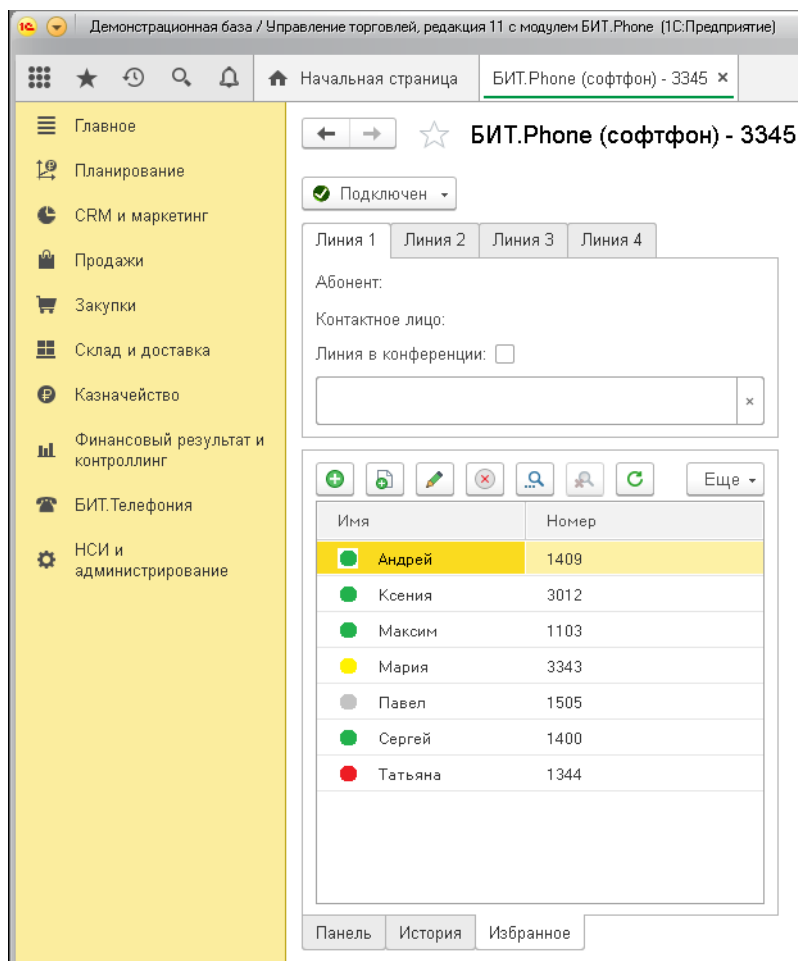 Демонстрационная база / Управление торговлей, редакция 11 с модулем БИТ.Phone (1С:Предприятие)
Начальная страница
БИТ.Phone (софтфон) - 3345 ×
Главное
Планирование
CRM и маркетинг
Продажи
Закупки
Склад и доставка
Казначейство
Финансовый результат и
контроллинг
БИТ.Телефония
НСИ и
администрирование
БИТ.Phone (софтфон) - 3345
Подключен
Линия 1 Линия 2 Линия 3 Линия 4
Абонент:
Контактное лицо:
Линия в конференции:
×
Еще
Имя Номер
Андрей 1409
Ксения 3012
Максим 1103
Мария 3343
Павел 1505
Сергей 1400
Татьяна 1344
Панель История Избранное